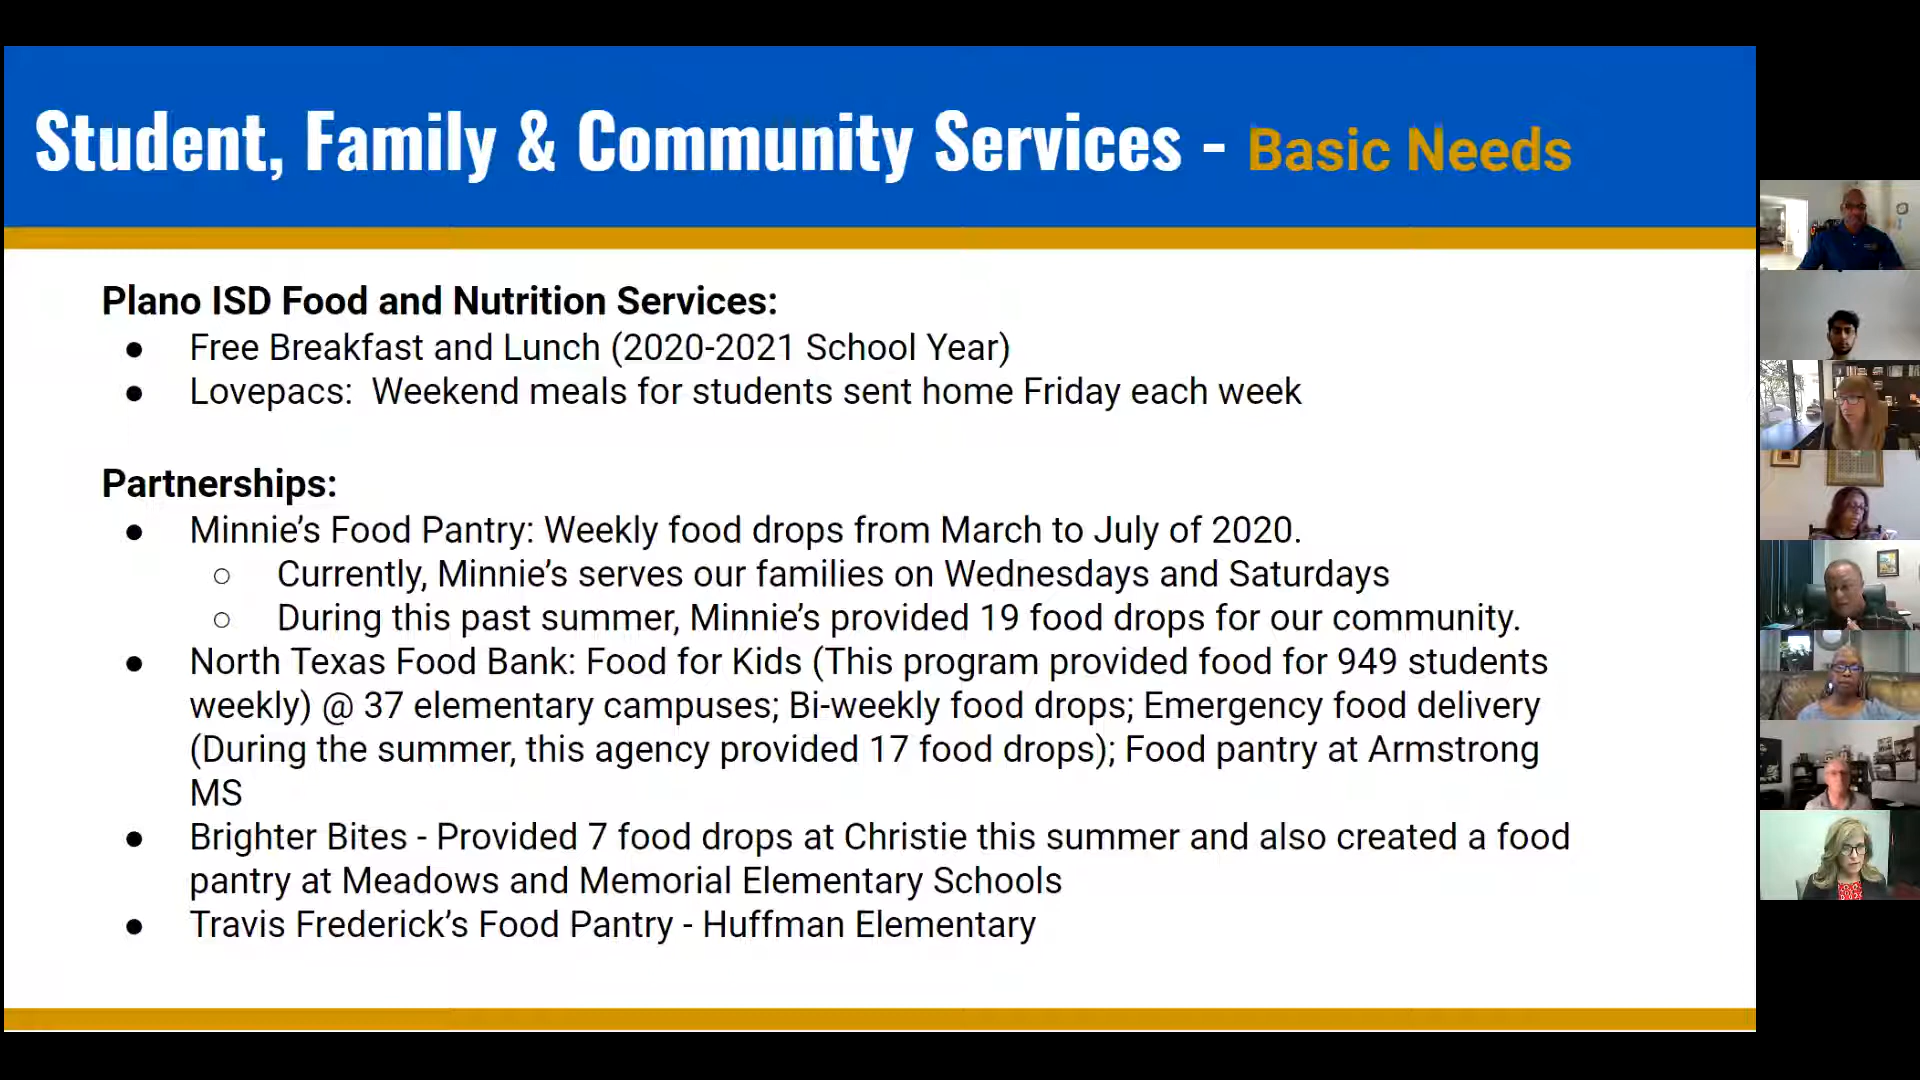 Student, Family & Community Services - Basic Needs
Plano ISD Food and Nutrition Services:
● Free Breakfast and Lunch (2020-2021 School Year)
● Lovepacs: Weekend meals for students sent home Friday each week
Partnerships:
● Minnie’s Food Pantry: Weekly food drops from March to July of 2020.
○ Currently, Minnie’s serves our families on Wednesdays and Saturdays
○ During this past summer, Minnie’s provided 19 food drops for our community.
● North Texas Food Bank: Food for Kids (This program provided food for 949 students
weekly) @ 37 elementary campuses; Bi-weekly food drops; Emergency food delivery
(During the summer, this agency provided 17 food drops); Food pantry at Armstrong
MS
● Brighter Bites - Provided 7 food drops at Christie this summer and also created a food
pantry at Meadows and Memorial Elementary Schools
● Travis Frederick’s Food Pantry - Huffman Elementary